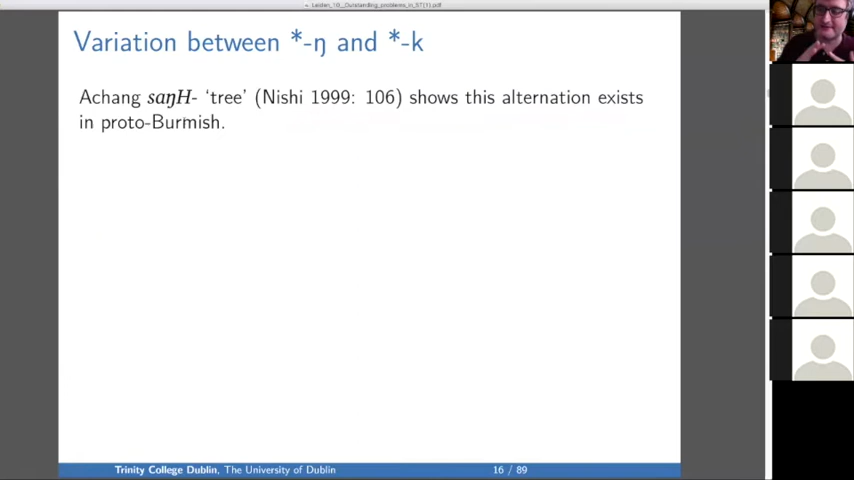 Leiden_10__Outstanding_problems_in_ST(1).pdf
Variation between *-ŋ and *-k
Achang saŋH- ‘tree’ (Nishi 1999: 106) shows this alternation exists
in proto-Burmish.
Trinity College Dublin, The University of Dublin 16 / 89